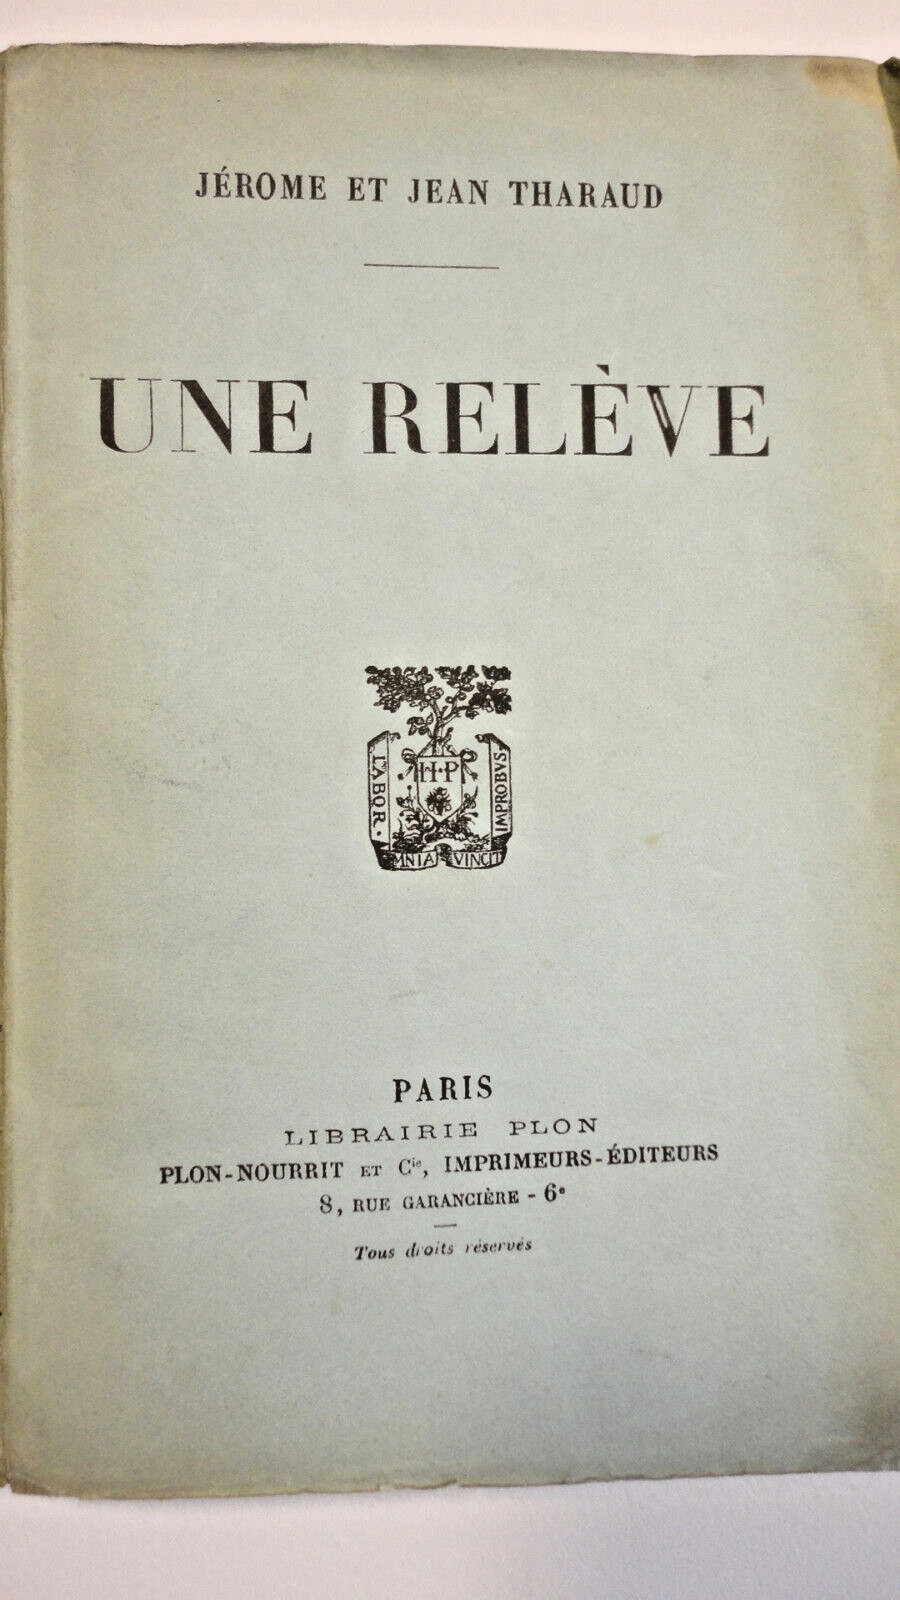 JÉROME ET JEAN THARAUD
UNE RELÈVE
LABOR.
H·P
IMPROBVS
OMNIA VINCIT
PARIS
LIBRAIRIE PLON
PLON-NOURRIT ET Cie, IMPRIMEURS-ÉDITEURS
8, RUE GARANCIÈRE - 6e
Tous droits réservés